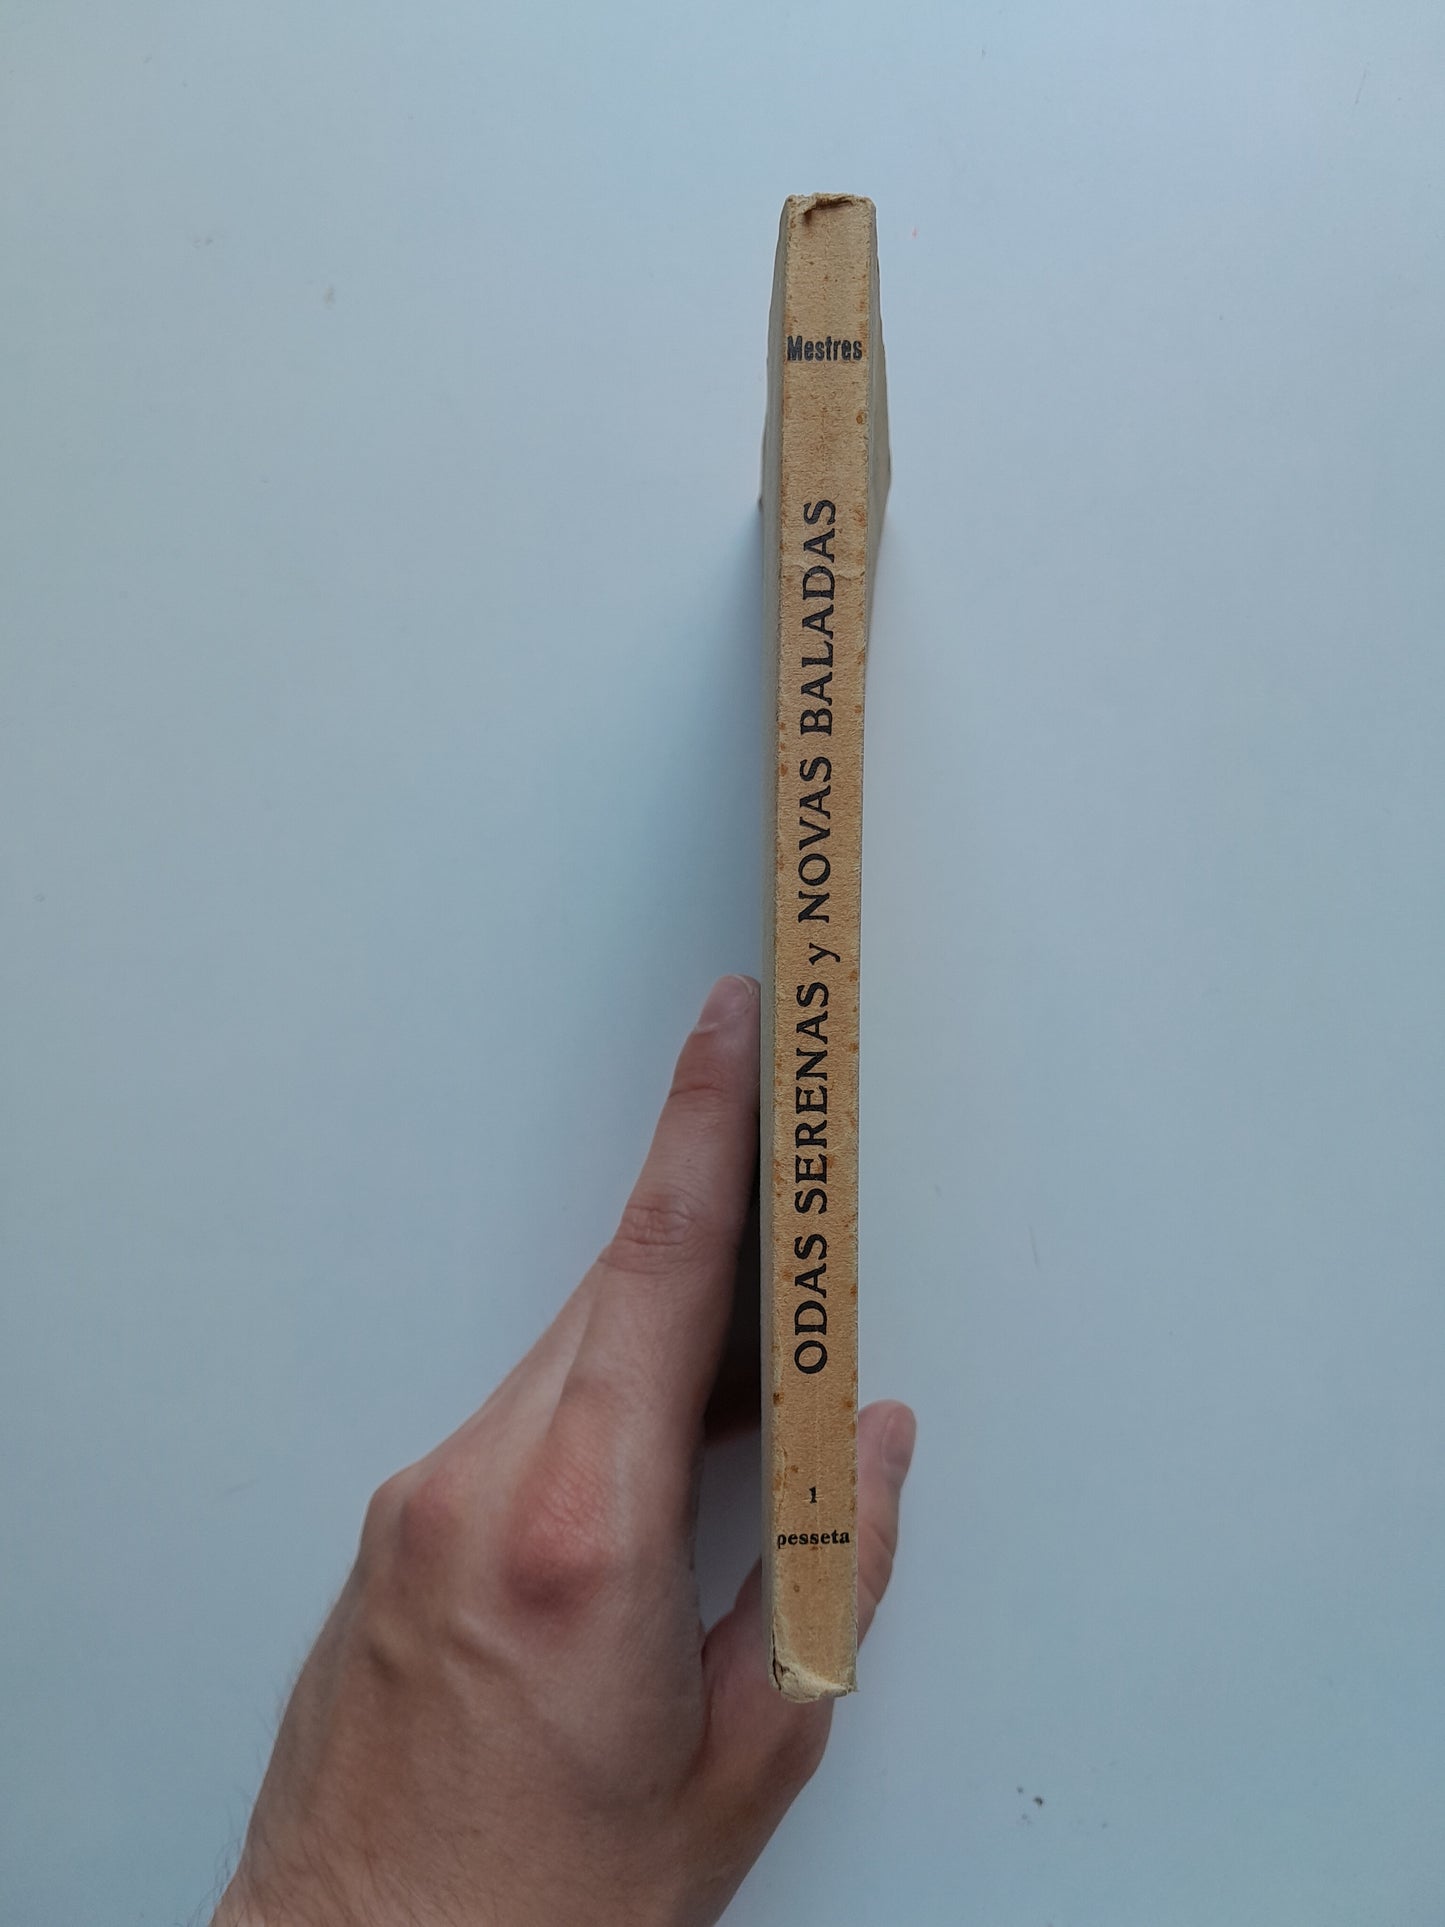 Mestres
ODAS SERENAS y NOVAS BALADAS
1
pesseta